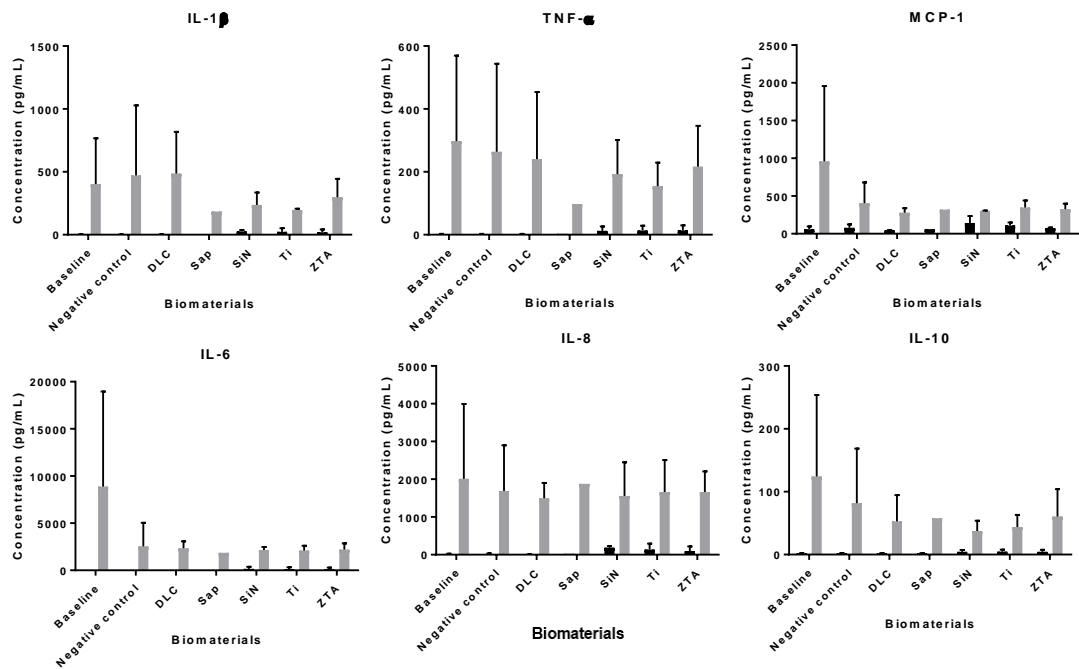 IL-1β
TNF-α
MCP-1
Concentration (pg/mL)
1500
1000
500
0
Baseline
Negative control
DLC
Sap
SiN
Ti
ZTA
Biomaterials
Concentration (pg/mL)
600
400
200
0
Baseline
Negative control
DLC
Sap
SiN
Ti
ZTA
Biomaterials
Concentration (pg/mL)
2500
2000
1500
1000
500
0
Baseline
Negative control
DLC
Sap
SiN
Ti
ZTA
Biomaterials
IL-6
IL-8
IL-10
Concentration (pg/mL)
20000
15000
10000
5000
0
Baseline
Negative control
DLC
Sap
SiN
Ti
ZTA
Biomaterials
Concentration (pg/mL)
5000
4000
3000
2000
1000
0
Baseline
Negative control
DLC
Sap
SiN
Ti
ZTA
Biomaterials
Concentration (pg/mL)
300
200
100
0
Baseline
Negative control
DLC
Sap
SiN
Ti
ZTA
Biomaterials